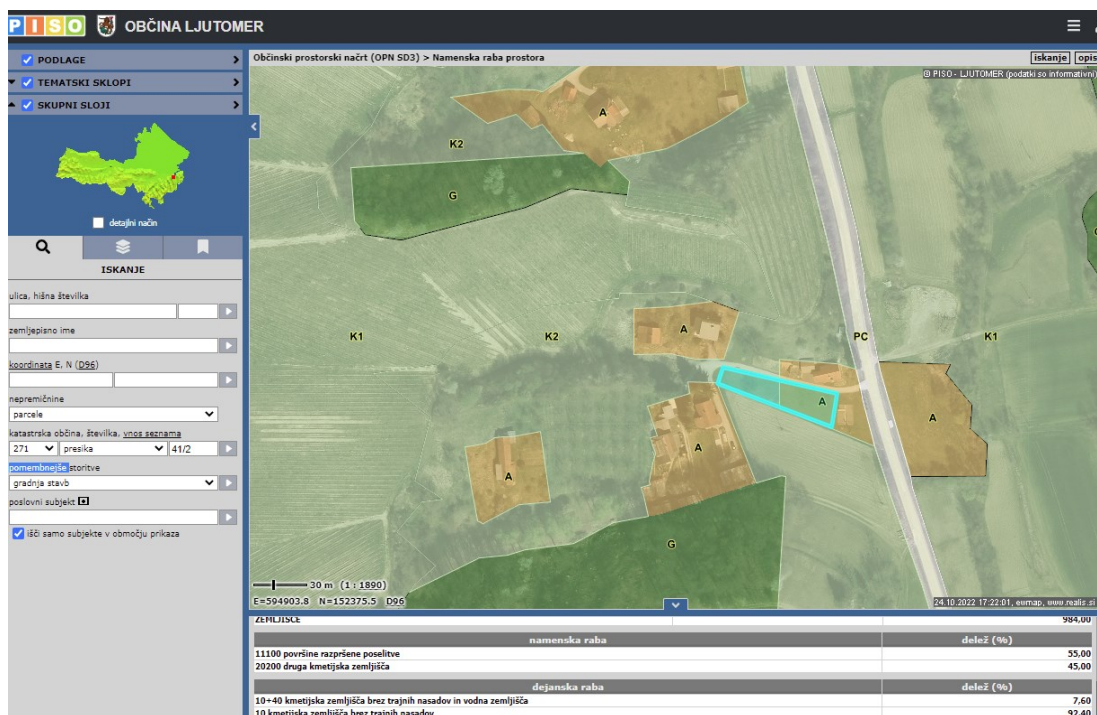 PISO OBČINA LJUTOMER
PODLAGE
TEMATSKI SKLOPI
SKUPNI SLOJI
detajlni način
ISKANJE
ulica, hišna številka
zemljepisno ime
koordinata E, N (D96)
nepremičnine
parcele
katastrska občina, številka, vnos seznama
271 presika 41/2
pomembnejše storitve
gradnja stavb
poslovni subjekt
išči samo subjekte v območju prikaza
Občinski prostorski načrt (OPN SD3) > Namenska raba prostora iskanje opis
© PISO - LJUTOMER (podatki so informativni)
A
K2
G
G
K1 K2 A PC K1
A A
A A
G
30 m (1 : 1890)
E=594903.8 N=152375.5 D96
24.10.2022 17:22:01, eumap, www.realis.si
ZEMLJIŠČE 984,00
namenska raba delež (%)
11100 površine razpršene poselitve 55,00
20200 druga kmetijska zemljišča 45,00
dejanska raba delež (%)
10+40 kmetijska zemljišča brez trajnih nasadov in vodna zemljišča 7,60
10 kmetijska zemljišča brez trajnih nasadov 92,40